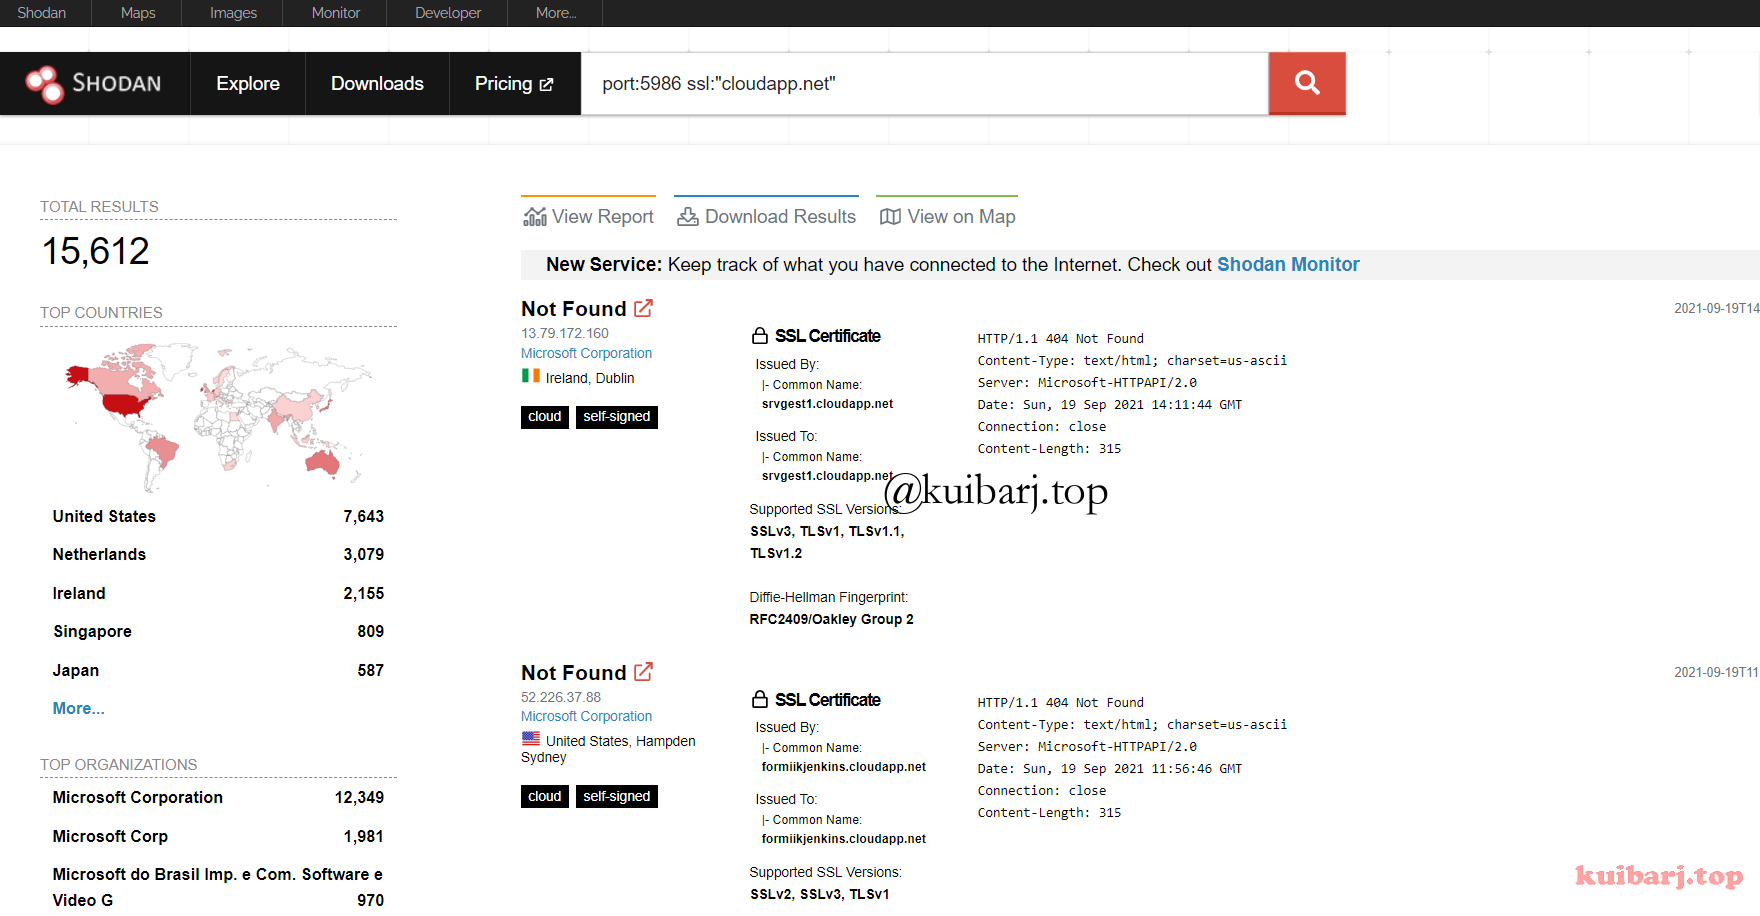 Shodan Maps Images Monitor Developer More...
SHODAN Explore Downloads Pricing port:5986 ssl:"cloudapp.net"
TOTAL RESULTS
15,612
TOP COUNTRIES
United States 7,643
Netherlands 3,079
Ireland 2,155
Singapore 809
Japan 587
More...
TOP ORGANIZATIONS
Microsoft Corporation 12,349
Microsoft Corp 1,981
Microsoft do Brasil Imp. e Com. Software e
Video G 970
View Report Download Results View on Map
New Service: Keep track of what you have connected to the Internet. Check out Shodan Monitor
Not Found
13.79.172.160
Microsoft Corporation
Ireland, Dublin
cloud self-signed
SSL Certificate
Issued By:
|- Common Name:
srvgest1.cloudapp.net
Issued To:
|- Common Name:
srvgest1.cloudapp.net
Supported SSL Versions:
SSLv3, TLSv1, TLSv1.1,
TLSv1.2
Diffie-Hellman Fingerprint:
RFC2409/Oakley Group 2
HTTP/1.1 404 Not Found
Content-Type: text/html; charset=us-ascii
Server: Microsoft-HTTPAPI/2.0
Date: Sun, 19 Sep 2021 14:11:44 GMT
Connection: close
Content-Length: 315
2021-09-19T14
@kuibarj.top
Not Found
52.226.37.88
Microsoft Corporation
United States, Hampden
Sydney
cloud self-signed
SSL Certificate
Issued By:
|- Common Name:
formiikjenkins.cloudapp.net
Issued To:
|- Common Name:
formiikjenkins.cloudapp.net
Supported SSL Versions:
SSLv2, SSLv3, TLSv1
HTTP/1.1 404 Not Found
Content-Type: text/html; charset=us-ascii
Server: Microsoft-HTTPAPI/2.0
Date: Sun, 19 Sep 2021 11:56:46 GMT
Connection: close
Content-Length: 315
2021-09-19T11
kuibarj.top